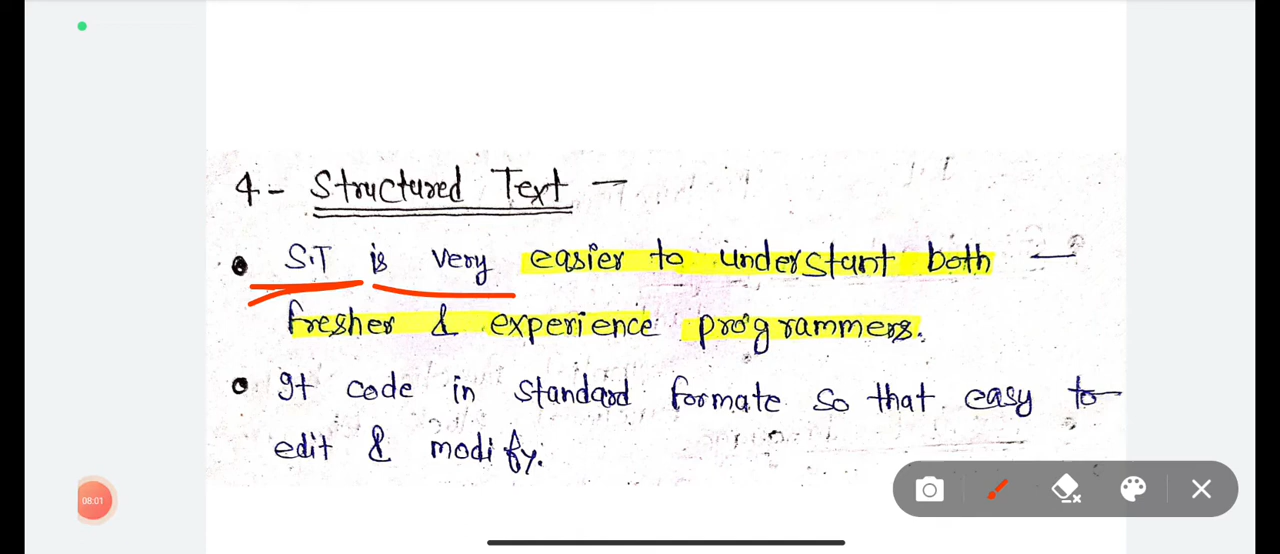 4 - Structured Text -
• S.T is very easier to understant both -
fresher & experience programmers.
• It code in standard formate so that easy to
edit & modify.
08:01